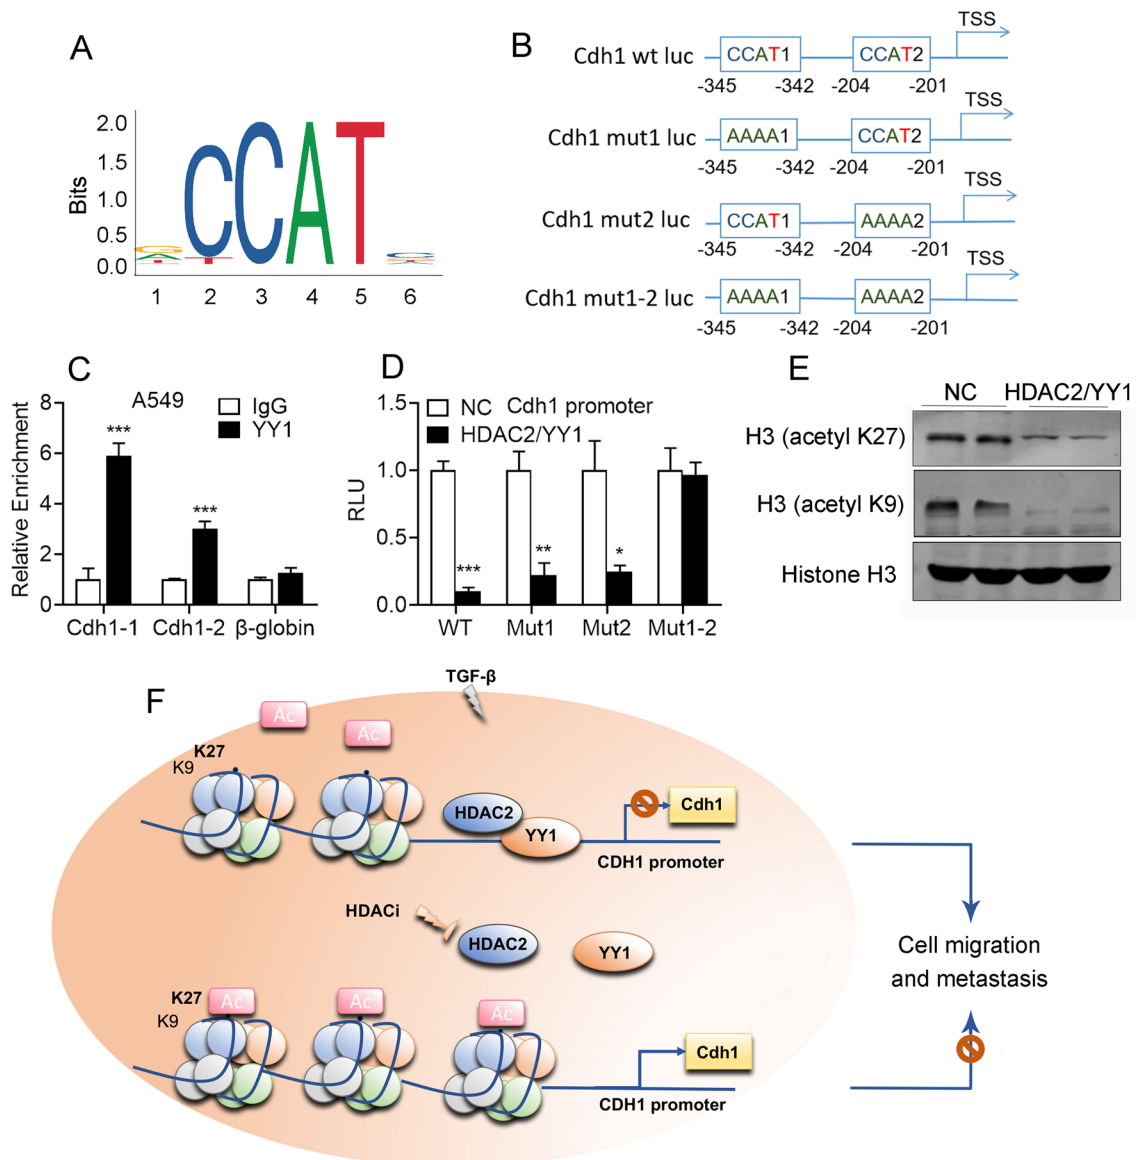 A
Bits
2.0
1.5
1.0
0.5
0.0
CCAT
1 2 3 4 5 6
B
Cdh1 wt luc
CCAT1
CCAT2
TSS
-345 -342 -204 -201
Cdh1 mut1 luc
AAAA1
CCAT2
TSS
-345 -342 -204 -201
Cdh1 mut2 luc
CCAT1
AAAA2
TSS
-345 -342 -204 -201
Cdh1 mut1-2 luc
AAAA1
AAAA2
TSS
-345 -342 -204 -201
C
A549
IgG
YY1
Relative Enrichment
8
6
4
2
0
***
***
Cdh1-1 Cdh1-2 β-globin
D
NC Cdh1 promoter
HDAC2/YY1
RLU
1.5
1.0
0.5
0.0
***
**
*
WT Mut1 Mut2 Mut1-2
E
NC HDAC2/YY1
H3 (acetyl K27)
H3 (acetyl K9)
Histone H3
F
TGF-β
Ac
Ac
K27
K9
HDAC2
YY1
Cdh1
CDH1 promoter
HDACi
HDAC2
YY1
K27
K9
Ac
Ac
Ac
Cdh1
CDH1 promoter
Cell migration
and metastasis